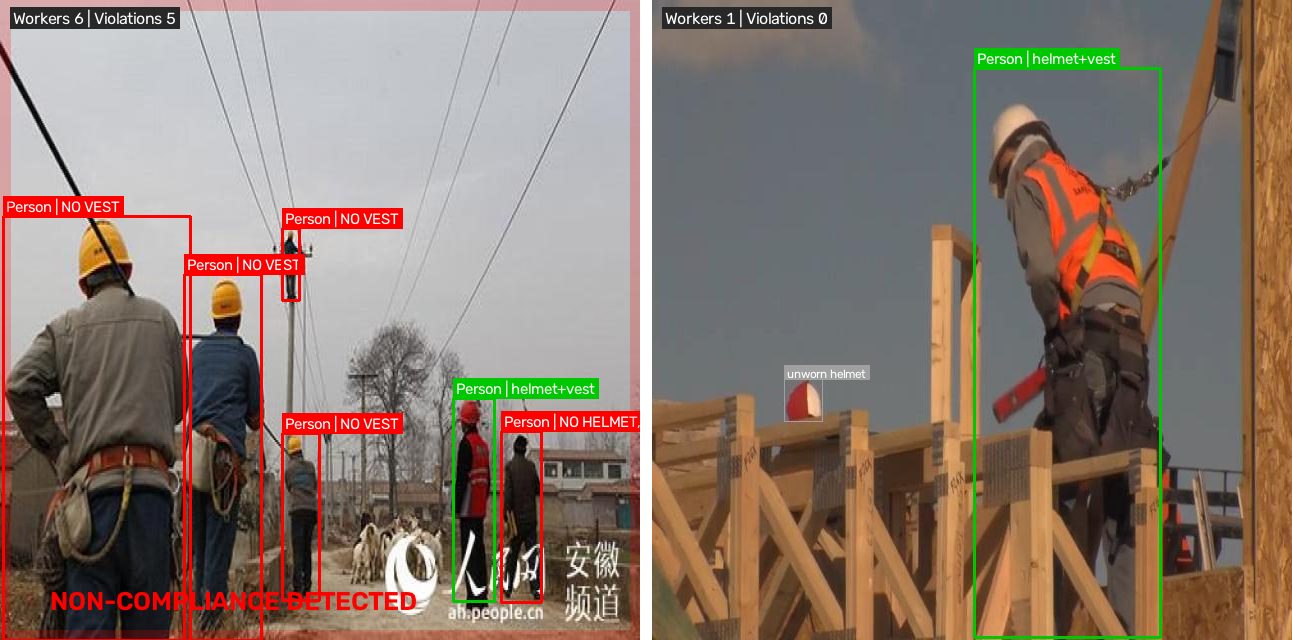 Workers 6 | Violations 5
Person | NO VEST
Person | NO VEST
Person | NO VEST
Person | NO VEST
Person | helmet+vest
Person | NO HELMET,
NON-COMPLIANCE DETECTED
人民网
ah.people.cn
安徽
频道
Workers 1 | Violations 0
Person | helmet+vest
unworn helmet